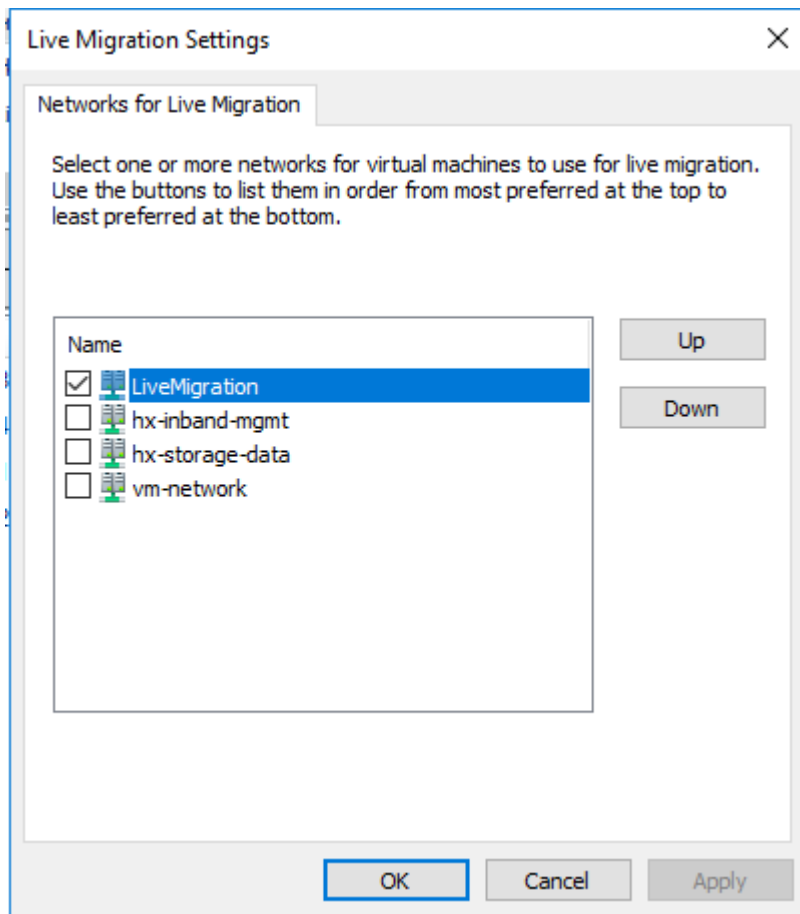 Live Migration Settings
Networks for Live Migration
Select one or more networks for virtual machines to use for live migration.
Use the buttons to list them in order from most preferred at the top to
least preferred at the bottom.
Name
LiveMigration
hx-inband-mgmt
hx-storage-data
vm-network
Up
Down
OK
Cancel
Apply